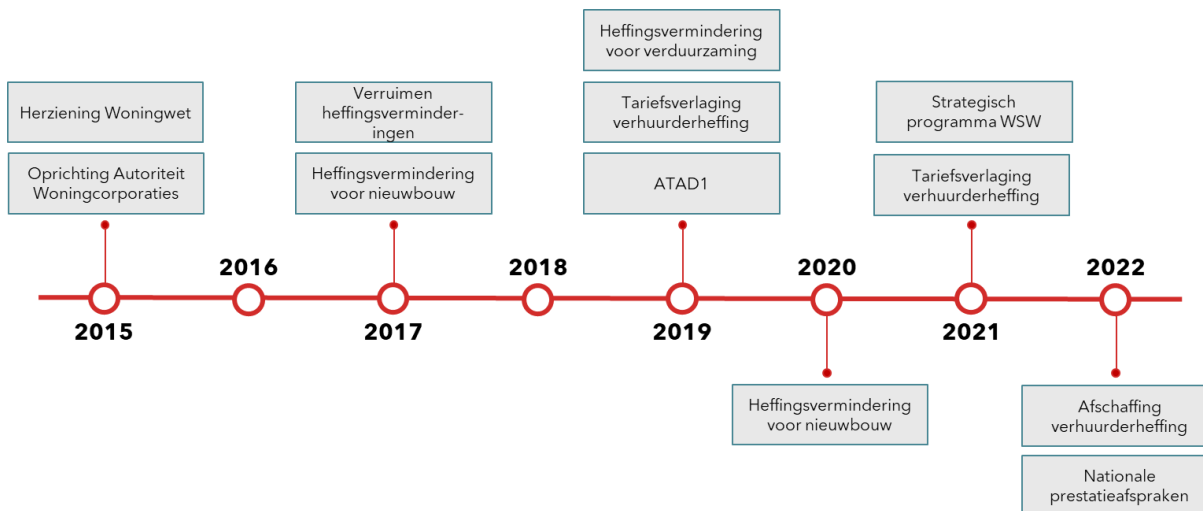 Herziening Woningwet
Oprichting Autoriteit
Woningcorporaties
2015
2016
Verruimen
heffingsverminder-
ingen
Heffingsvermindering
voor nieuwbouw
2017
2018
Heffingsvermindering
voor verduurzaming
Tariefsverlaging
verhuurderheffing
ATAD1
2019
2020
Heffingsvermindering
voor nieuwbouw
Strategisch
programma WSW
Tariefsverlaging
verhuurderheffing
2021
2022
Afschaffing
verhuurderheffing
Nationale
prestatieafspraken